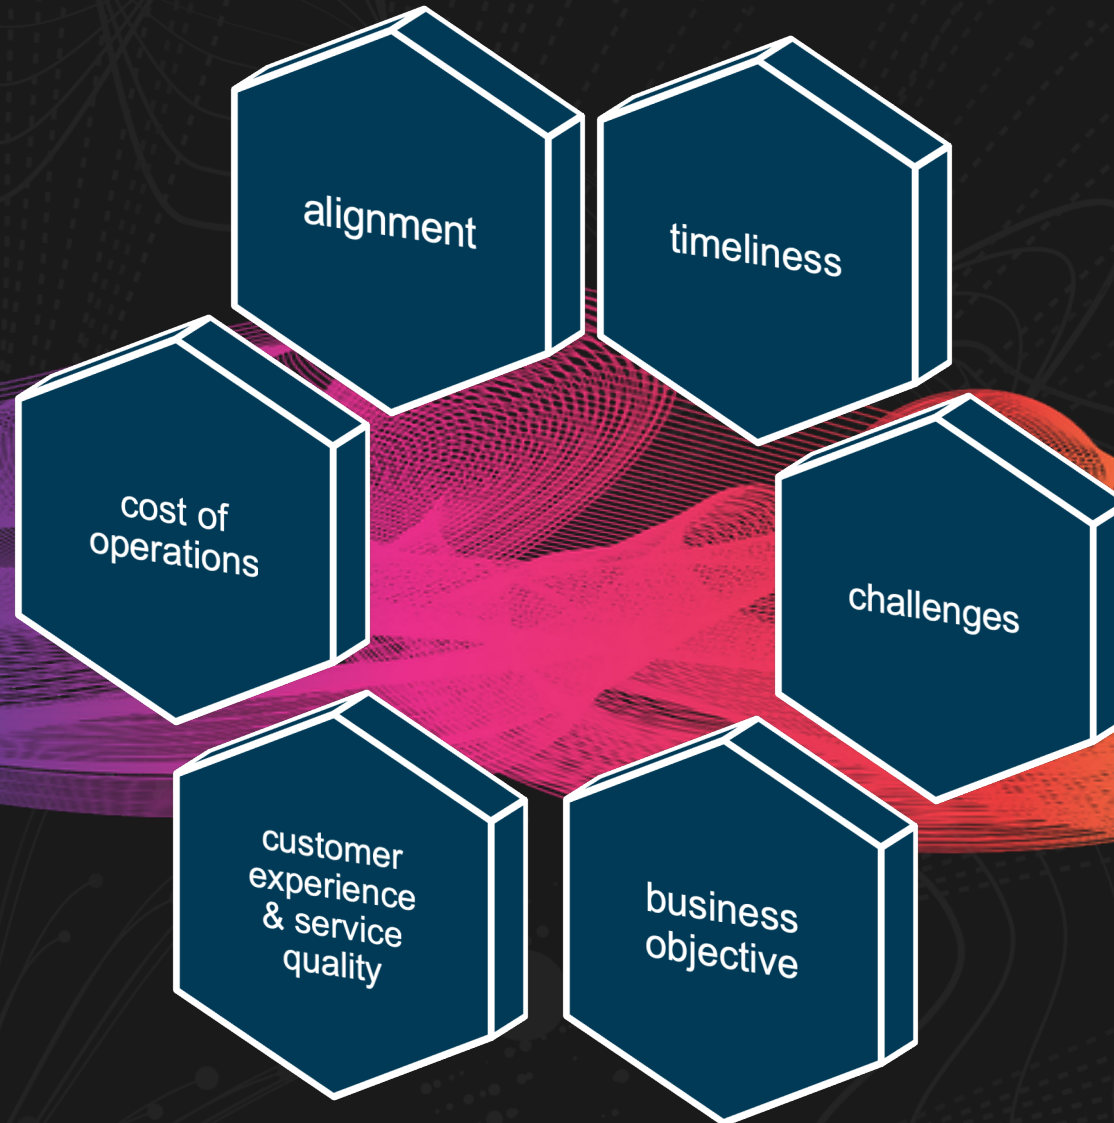 alignment
timeliness
cost of
operations
challenges
customer
experience
& service
quality
business
objective